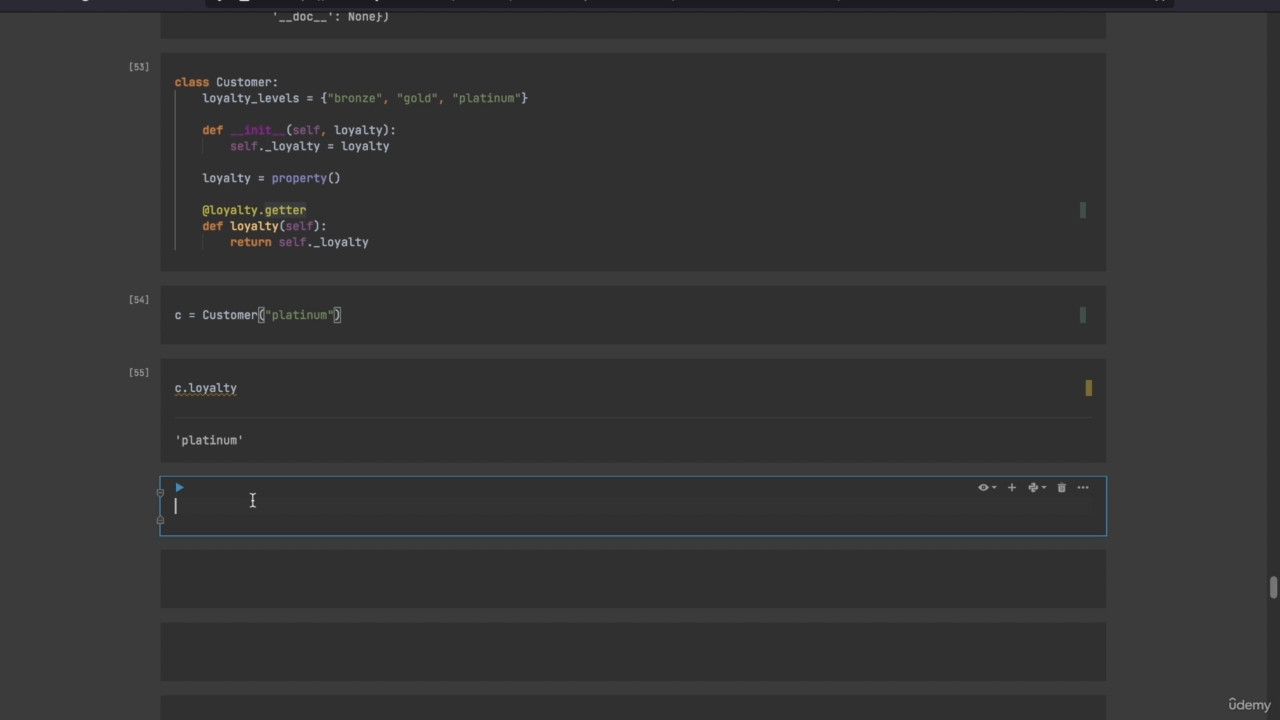 '__doc__': None})
[53]
class Customer:
    loyalty_levels = {"bronze", "gold", "platinum"}
    def __init__(self, loyalty):
        self._loyalty = loyalty
    loyalty = property()
    @loyalty.getter
    def loyalty(self):
        return self._loyalty
[54]
c = Customer("platinum")
[55]
c.loyalty
'platinum'
ûdemy